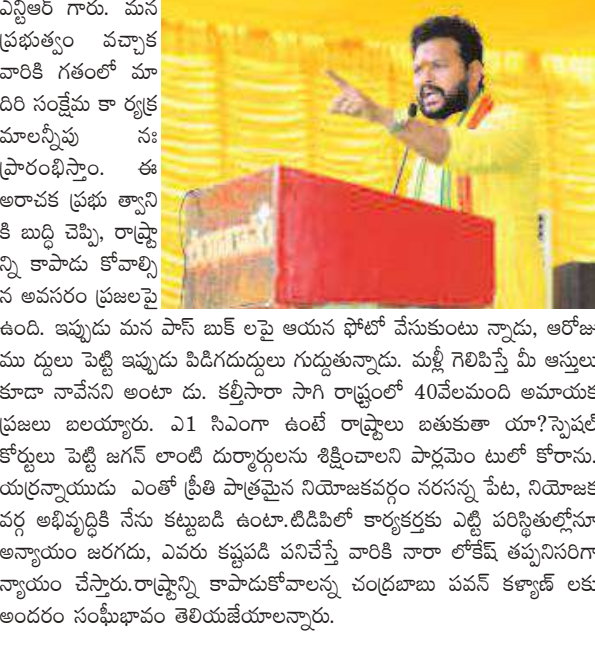 ఎన్టిఆర్ గారు. మన
ప్రభుత్వం వచ్చాక
వారికి గతంలో మా
దిరి సంక్షేమ కా ర్యక్ర
మాలన్నీపు నః
ప్రారంభిస్తాం. ఈ
అరాచక ప్రభు త్వాని
కి బుద్ధి చెప్పి, రాష్ట్రా
న్ని కాపాడు కోవాల్సి
న అవసరం ప్రజలపై
ఉంది. ఇప్పుడు మన పాస్ బుక్ లపై ఆయన ఫోటో వేసుకుంటు న్నాడు, ఆరోజు
ము ద్దులు పెట్టి ఇప్పుడు పిడిగదుద్దులు గుద్దుతున్నాడు. మళ్లీ గెలిపిస్తే మీ ఆస్తులు
కూడా నావేనని అంటా డు. కల్తీసారా సాగి రాష్ట్రంలో 40వేలమంది అమాయక
ప్రజలు బలయ్యారు. ఎ1 సిఎంగా ఉంటే రాష్ట్రాలు బతుకుతా యా?స్పెషల్
కోర్టులు పెట్టి జగన్ లాంటి దుర్మార్గులను శిక్షించాలని పార్లమెం టులో కోరాను.
యర్రన్నాయుడు ఎంతో ప్రీతి పాత్రమైన నియోజకవర్గం నరసన్న పేట, నియోజక
వర్గ అభివృద్ధికి నేను కట్టుబడి ఉంటా.టిడిపిలో కార్యకర్తకు ఎట్టి పరిస్థితుల్లోనూ
అన్యాయం జరగదు, ఎవరు కష్టపడి పనిచేస్తే వారికి నారా లోకేష్ తప్పనిసరిగా
న్యాయం చేస్తారు.రాష్ట్రాన్ని కాపాడుకోవాలన్న చంద్రబాబు పవన్ కళ్యాణ్ లకు
అందరం సంఘీభావం తెలియజేయాలన్నారు.